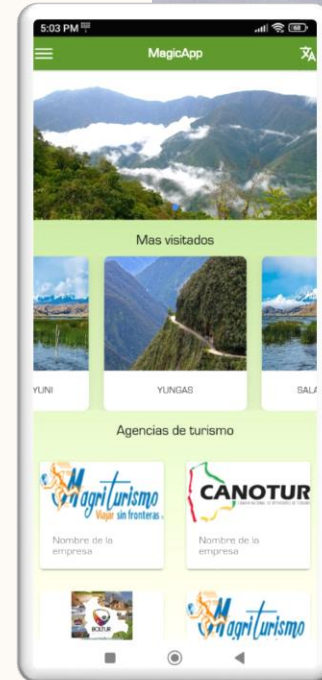 5:03 PM
MagicApp
Mas visitados
YUNI
YUNGAS
SALA
Agencias de turismo
Magriturismo
Viajar sin fronteras
CANOTUR
Nombre de la
empresa
Nombre de la
empresa
BOLTUR
Magriturismo